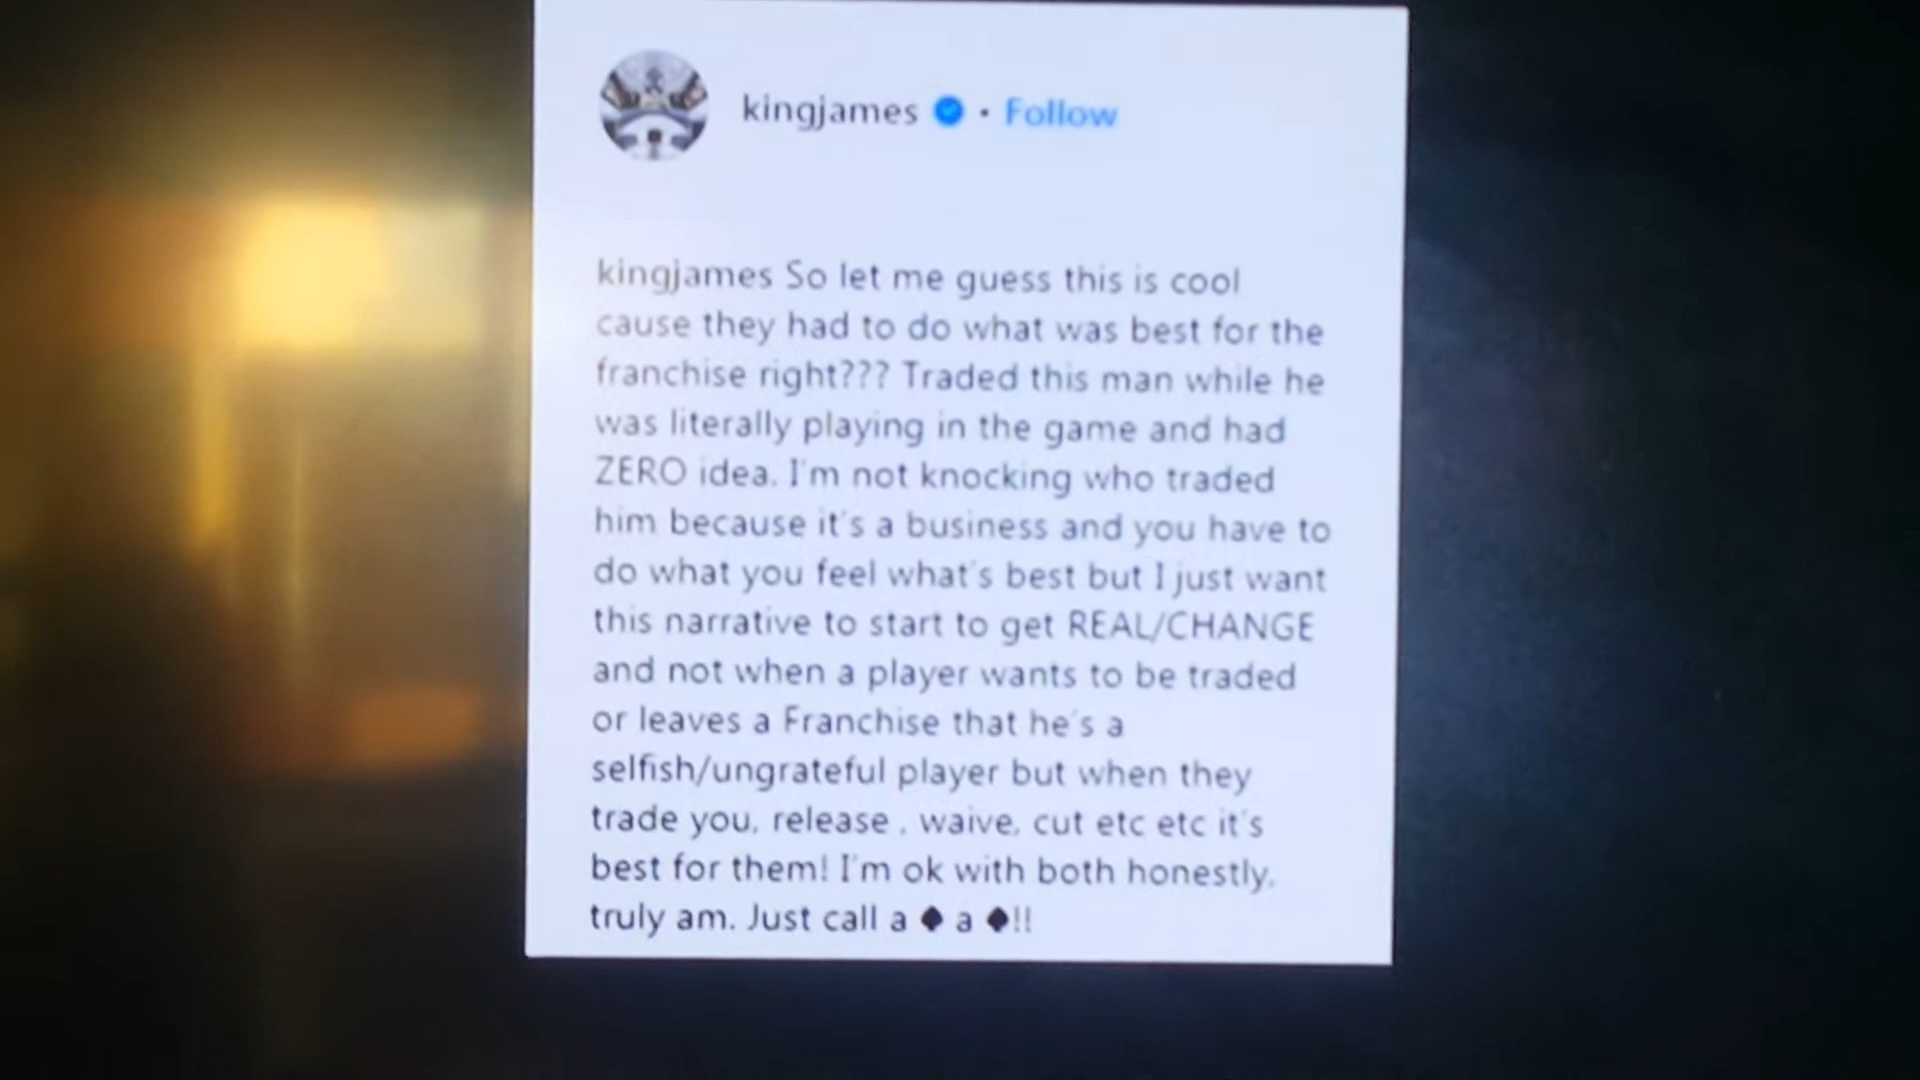 kingjames • Follow
kingjames So let me guess this is cool
cause they had to do what was best for the
franchise right??? Traded this man while he
was literally playing in the game and had
ZERO idea. I'm not knocking who traded
him because it's a business and you have to
do what you feel what's best but I just want
this narrative to start to get REAL/CHANGE
and not when a player wants to be traded
or leaves a Franchise that he's a
selfish/ungrateful player but when they
trade you, release , waive, cut etc etc it's
best for them! I'm ok with both honestly,
truly am. Just call a ♠ a ♠!!